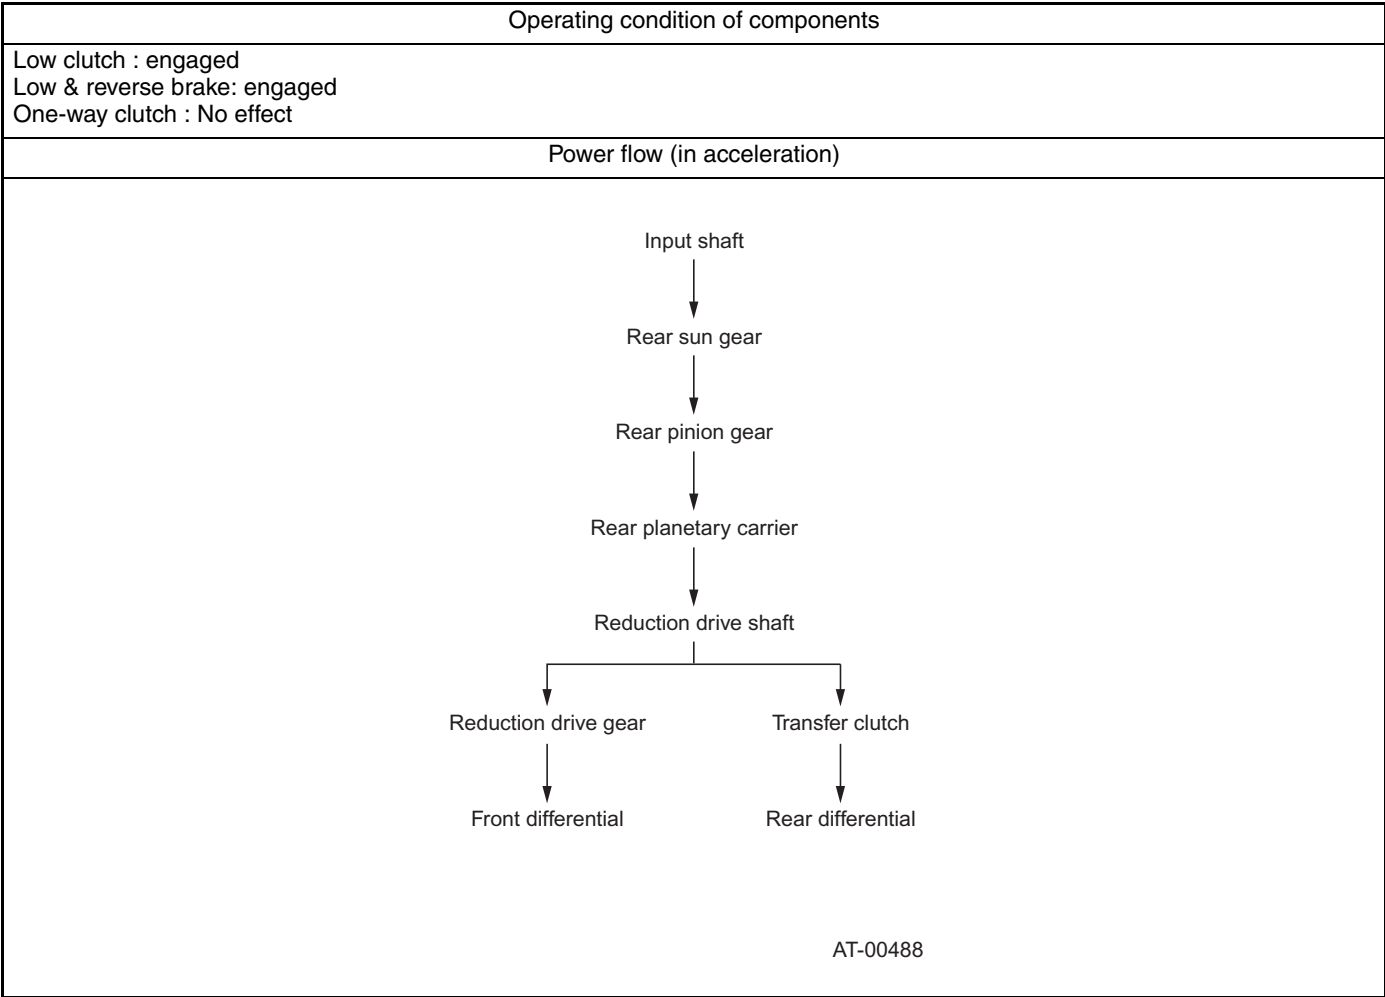 Operating condition of components
Low clutch : engaged
Low & reverse brake: engaged
One-way clutch : No effect
Power flow (in acceleration)
Input shaft
Rear sun gear
Rear pinion gear
Rear planetary carrier
Reduction drive shaft
Reduction drive gear
Transfer clutch
Front differential
Rear differential
AT-00488